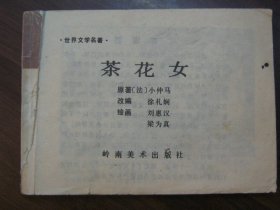 ·世界文学名著·
茶花女
原著〔法〕小仲马
改编 徐礼娴
绘画 刘惠汉
梁为真
岭南美术出版社